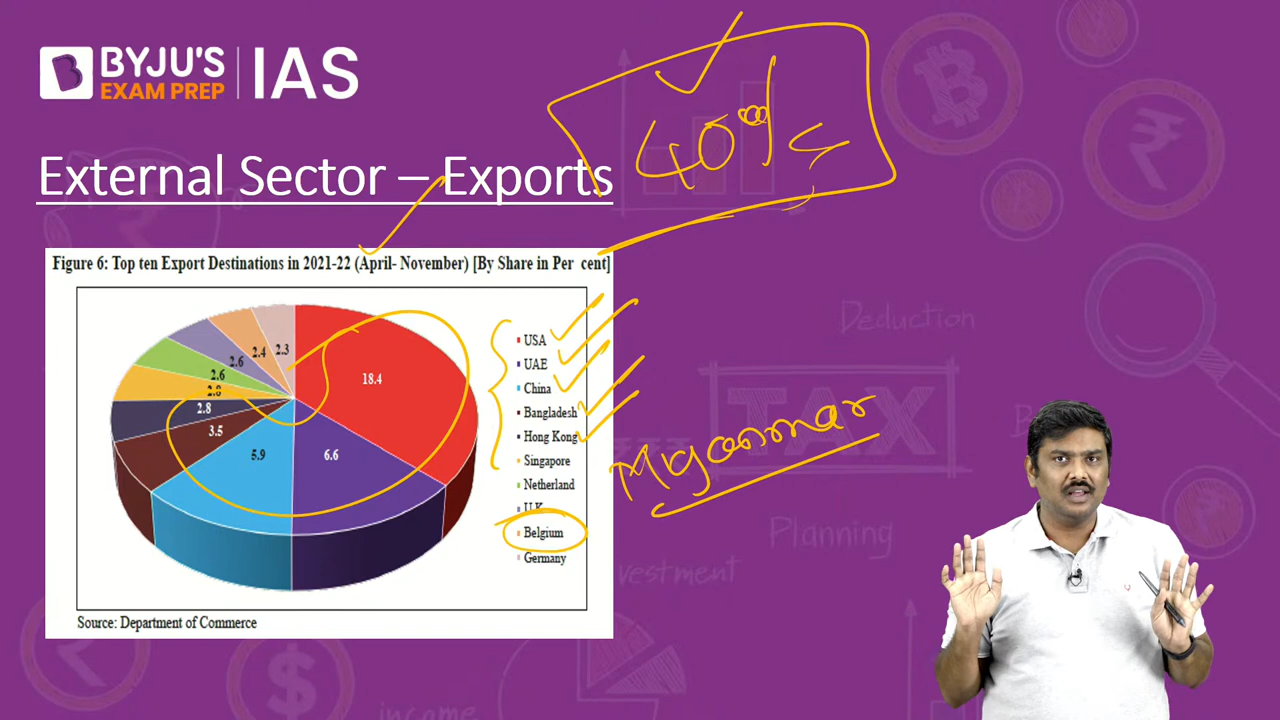 BYJU'S
EXAM PREP
IAS
External Sector – Exports
40%
Figure 6: Top ten Export Destinations in 2021-22 (April- November) [By Share in Per cent]
18.4
6.6
5.9
3.5
2.8
2.8
2.6
2.6
2.4
2.3
USA
UAE
China
Bangladesh
Hong Kong
Singapore
Netherland
U.K
Belgium
Germany
Myanmar
Source: Department of Commerce
Deduction
TAX
Planning
vestment
income